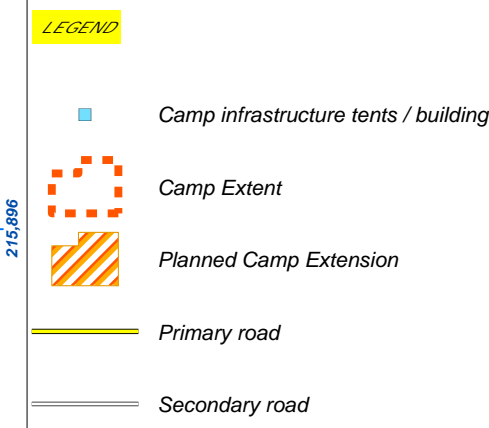 LEGEND
Camp infrastructure tents / building
Camp Extent
215,896
Planned Camp Extension
Primary road
Secondary road